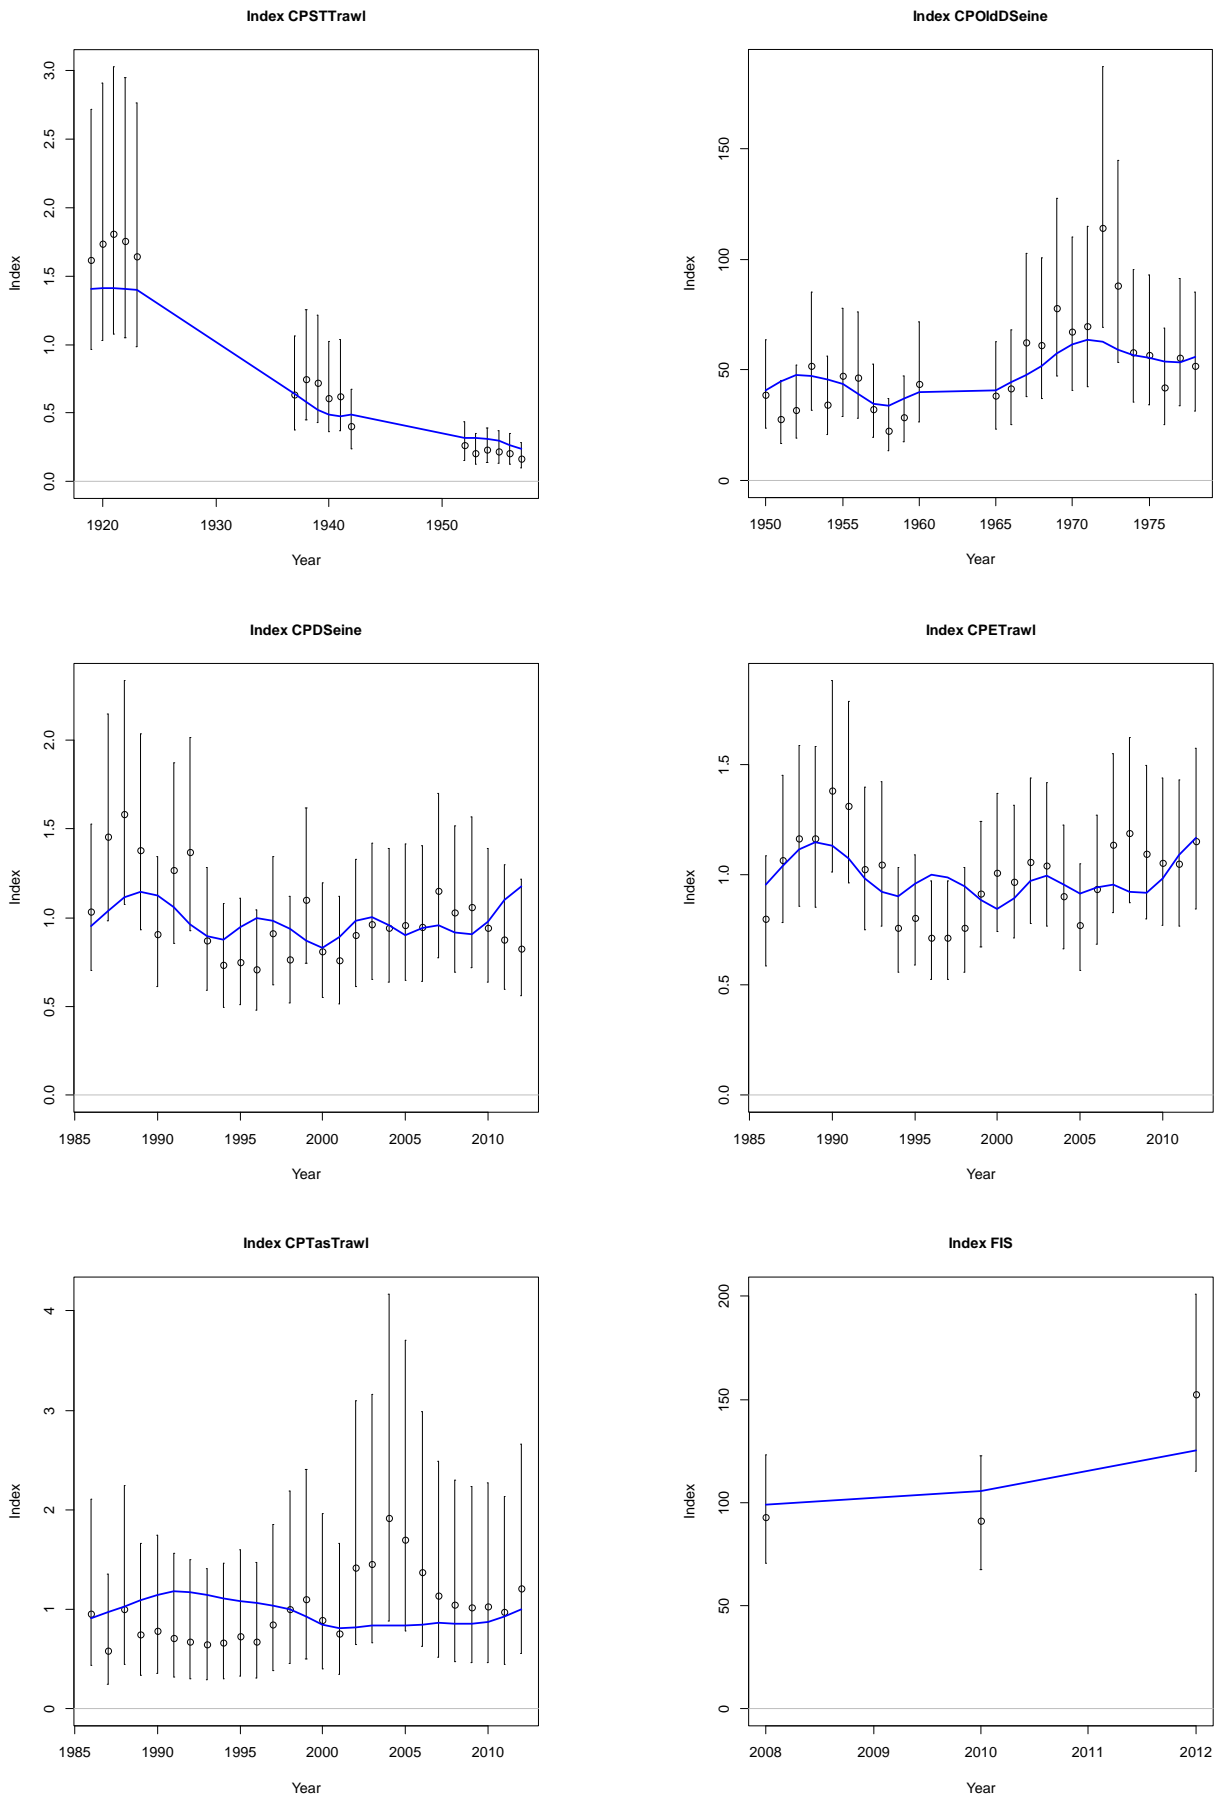 Index CPSTTrawl
Index
3.0
2.5
2.0
1.5
1.0
0.5
0.0
1920 1930 1940 1950
Year
Index CPOldDSeine
Index
150
100
50
0
1950 1955 1960 1965 1970 1975
Year
Index CPDSeine
Index
2.0
1.5
1.0
0.5
0.0
1985 1990 1995 2000 2005 2010
Year
Index CPETrawl
Index
1.5
1.0
0.5
0.0
1985 1990 1995 2000 2005 2010
Year
Index CPTasTrawl
Index
4
3
2
1
0
1985 1990 1995 2000 2005 2010
Year
Index FIS
Index
200
150
100
50
0
2008 2009 2010 2011 2012
Year